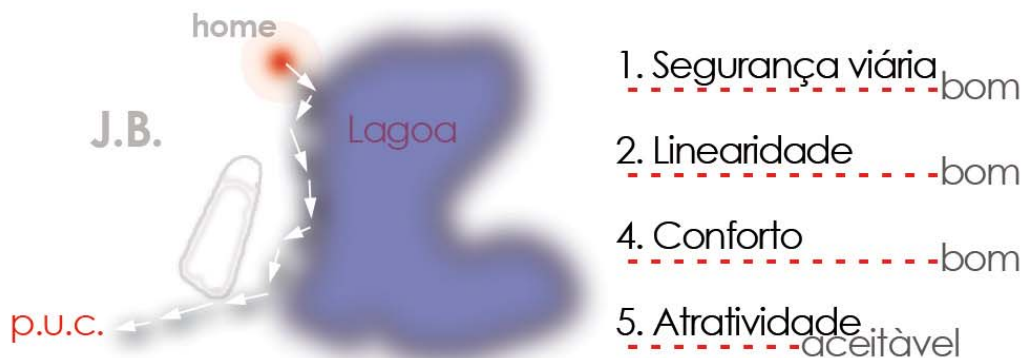 home
J.B.
Lagoa
p.u.c.
1. Segurança viária
bom
2. Linearidade
bom
4. Conforto
bom
5. Atratividade
aceitàvel